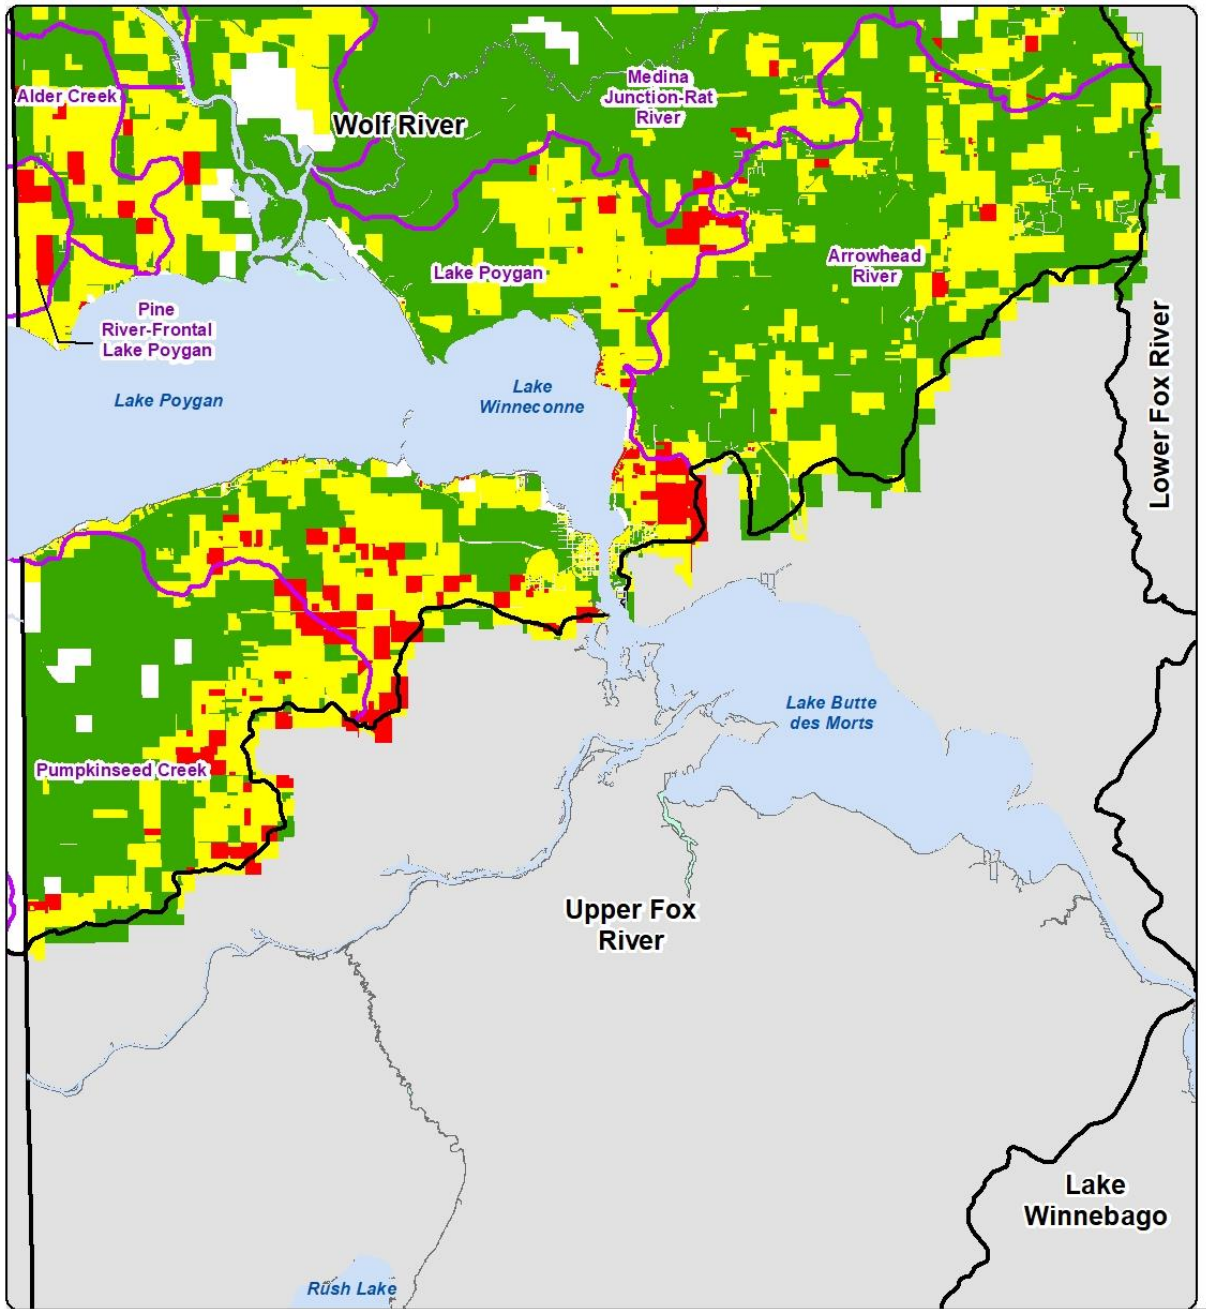 Alder Creek
Wolf River
Medina
Junction-Rat
River
Lake Poygan
Arrowhead
River
Pine
River-Frontal
Lake Poygan
Lake Poygan
Lake
Winneconne
Lower Fox River
Lake Butte
des Morts
Pumpkinseed Creek
Upper Fox
River
Lake
Winnebago
Rush Lake